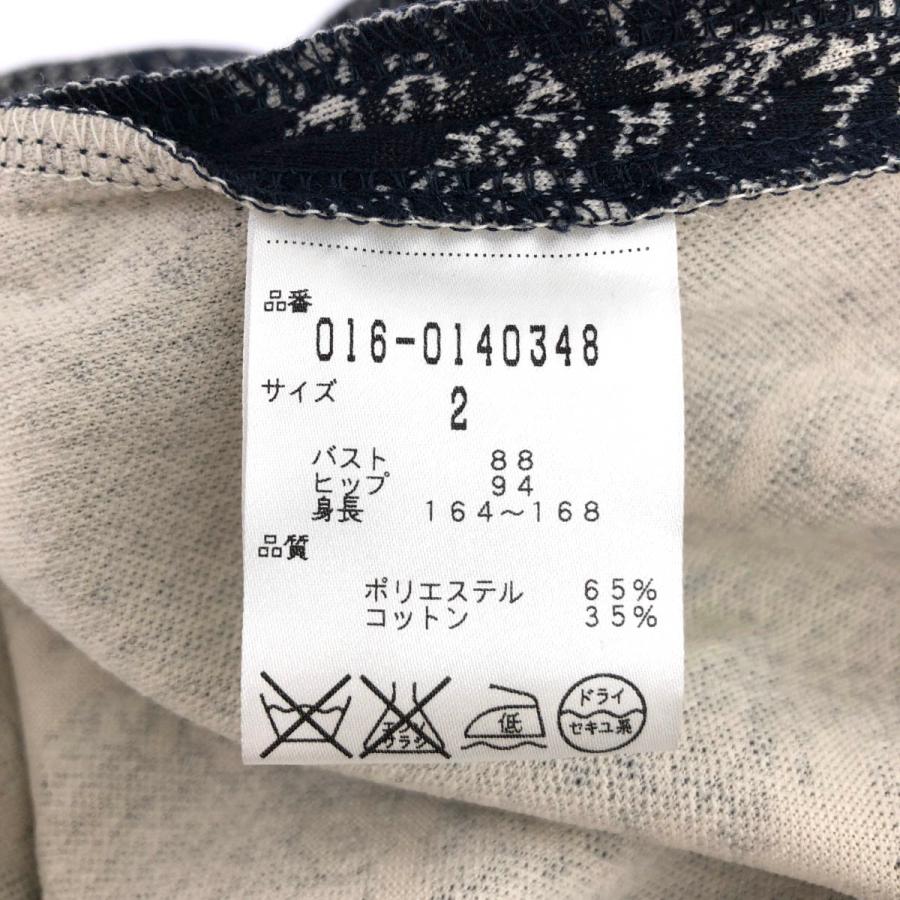 品番
016-0140348
サイズ
2
バスト 88
ヒップ 94
身長 164～168
品質
ポリエステル 65%
コットン 35%
エンソ
サラシ
低
ドライ
セキユ系